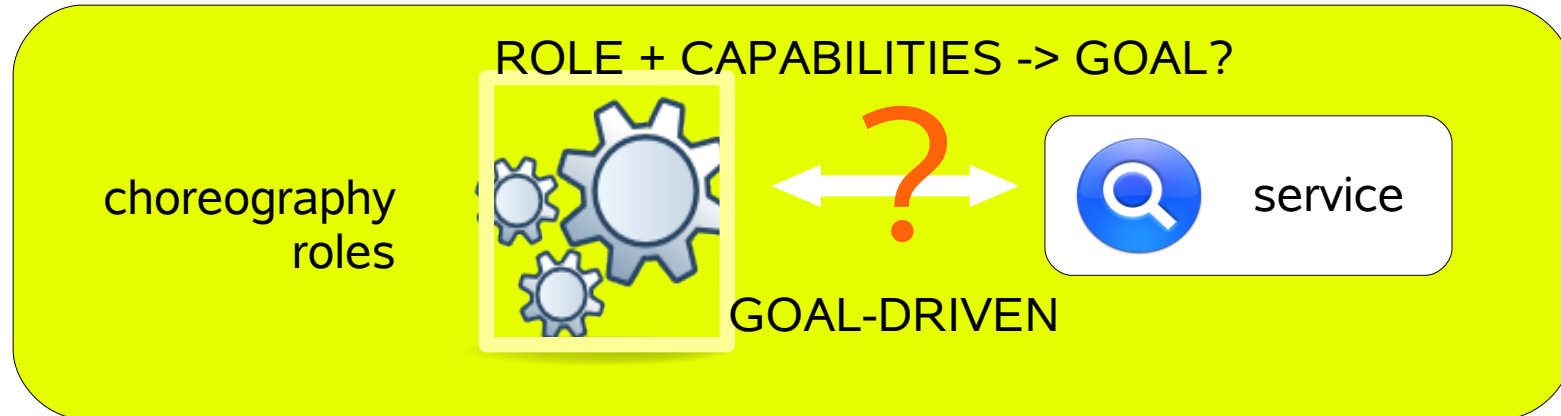 ROLE + CAPABILITIES -> GOAL?
choreography
roles
?
service
GOAL-DRIVEN